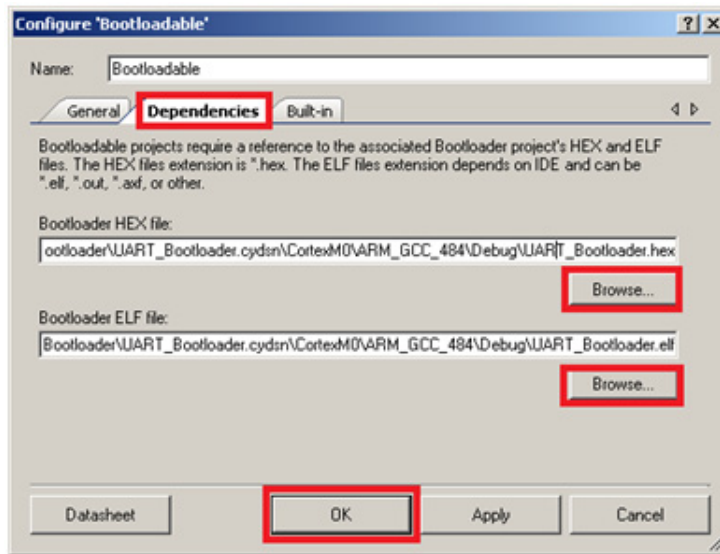 Configure 'Bootloadable'
Name: Bootloadable
General Dependencies Built-in
Bootloadable projects require a reference to the associated Bootloader project's HEX and ELF
files. The HEX files extension is *.hex. The ELF files extension depends on IDE and can be
*.elf, *.out, *.axf, or other.
Bootloader HEX file:
ootloader\UART_Bootloader.cydsn\CortexM0\ARM_GCC_484\Debug\UART_Bootloader.hex
Browse...
Bootloader ELF file:
Bootloader\UART_Bootloader.cydsn\CortexM0\ARM_GCC_484\Debug\UART_Bootloader.elf
Browse...
Datasheet OK Apply Cancel